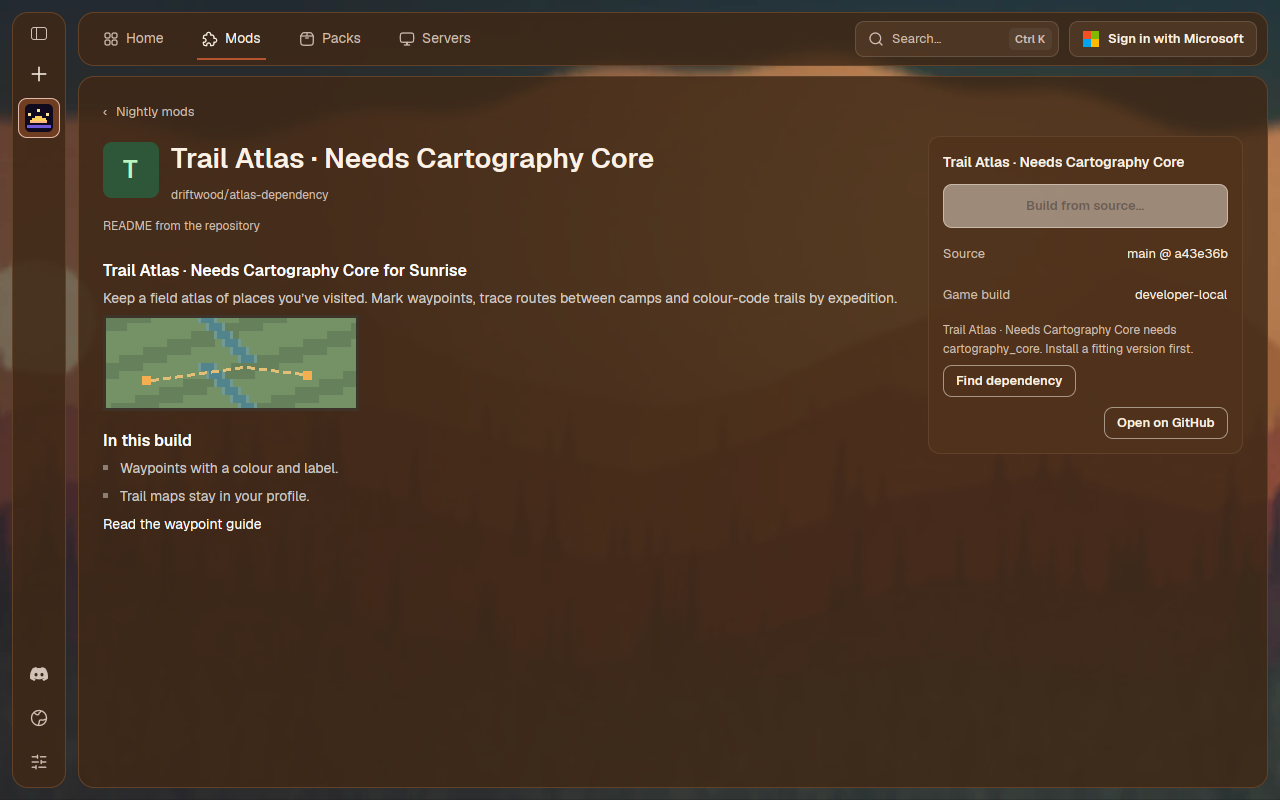 Home
Mods
Packs
Servers
Search...
Ctrl K
Sign in with Microsoft
‹ Nightly mods
T
Trail Atlas · Needs Cartography Core
driftwood/atlas-dependency
README from the repository
Trail Atlas · Needs Cartography Core for Sunrise
Keep a field atlas of places you've visited. Mark waypoints, trace routes between camps and colour-code trails by expedition.
In this build
Waypoints with a colour and label.
Trail maps stay in your profile.
Read the waypoint guide
Trail Atlas · Needs Cartography Core
Build from source...
Source main @ a43e36b
Game build developer-local
Trail Atlas · Needs Cartography Core needs
cartography_core. Install a fitting version first.
Find dependency
Open on GitHub